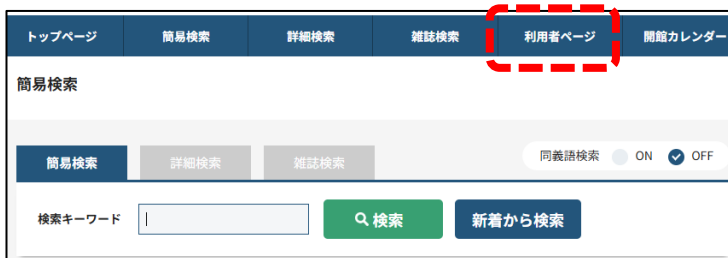 トップページ 簡易検索 詳細検索 雑誌検索 利用者ページ 開館カレンダー
簡易検索
簡易検索 詳細検索 雑誌検索 同義語検索 ON OFF
検索キーワード 検索 新着から検索